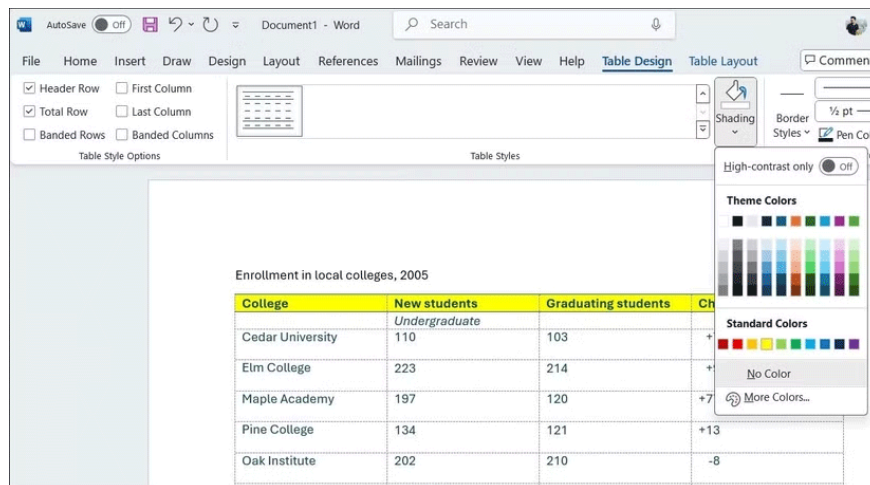 AutoSave Off Document1 - Word Search
File Home Insert Draw Design Layout References Mailings Review View Help Table Design Table Layout
Header Row First Column
Total Row Last Column
Banded Rows Banded Columns
Table Style Options
Table Styles
Shading
Border
Styles
½ pt
Pen
High-contrast only Off
Theme Colors
Standard Colors
No Color
More Colors...
Enrollment in local colleges, 2005
College New students Graduating students
Undergraduate
Cedar University 110 103
Elm College 223 214
Maple Academy 197 120
Pine College 134 121 +13
Oak Institute 202 210 -8